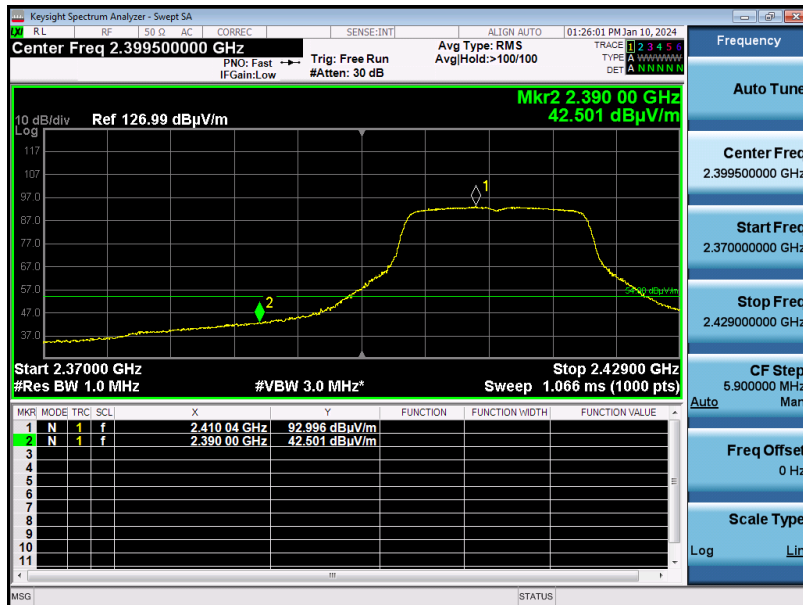 Keysight Spectrum Analyzer - Swept SA
LXI RL RF 50 Ω AC CORREC SENSE:INT ALIGN AUTO 01:26:01 PM Jan 10, 2024
Center Freq 2.399500000 GHz
PNO: Fast
IFGain:Low
Trig: Free Run
#Atten: 30 dB
Avg Type: RMS
Avg|Hold:>100/100
TRACE 1 2 3 4 5 6
TYPE A WWWWW
DET A N N N N N
Mkr2 2.390 00 GHz
42.501 dBµV/m
10 dB/div
Log
Ref 126.99 dBµV/m
117
107
97.0
87.0
77.0
67.0
57.0
47.0
37.0
1
2
54.00 dBµV/m
Start 2.37000 GHz
Stop 2.42900 GHz
#Res BW 1.0 MHz
#VBW 3.0 MHz*
Sweep 1.066 ms (1000 pts)
MKR MODE TRC SCL X Y FUNCTION FUNCTION WIDTH FUNCTION VALUE
1 N 1 f 2.410 04 GHz 92.996 dBµV/m
2 N 1 f 2.390 00 GHz 42.501 dBµV/m
3
4
5
6
7
8
9
10
11
MSG
STATUS
Frequency
Auto Tune
Center Freq
2.399500000 GHz
Start Freq
2.370000000 GHz
Stop Freq
2.429000000 GHz
CF Step
5.900000 MHz
Auto Man
Freq Offset
0 Hz
Scale Type
Log Lin